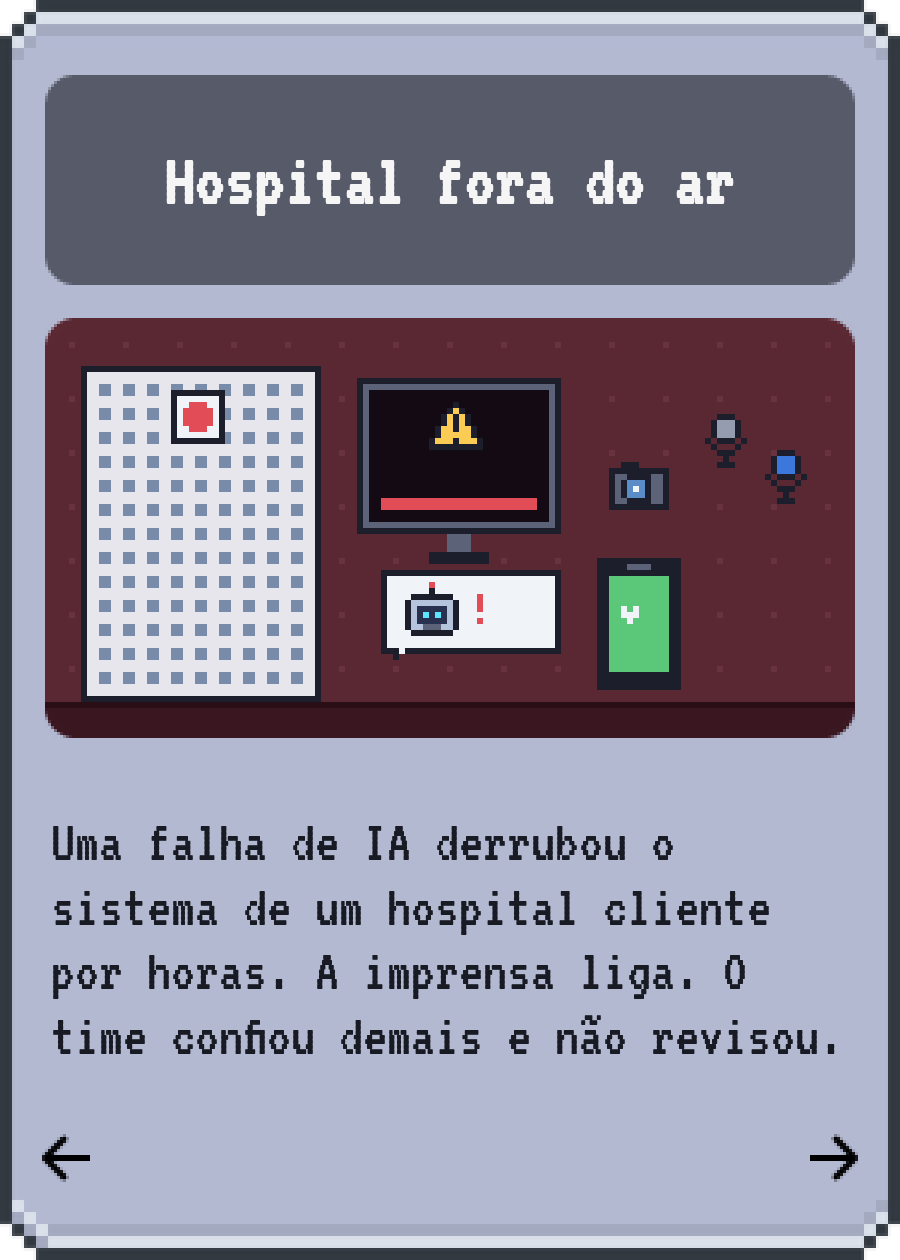 Hospital fora do ar
Uma falha de IA derrubou o
sistema de um hospital cliente
por horas. A imprensa liga. O
time confiou demais e não revisou.